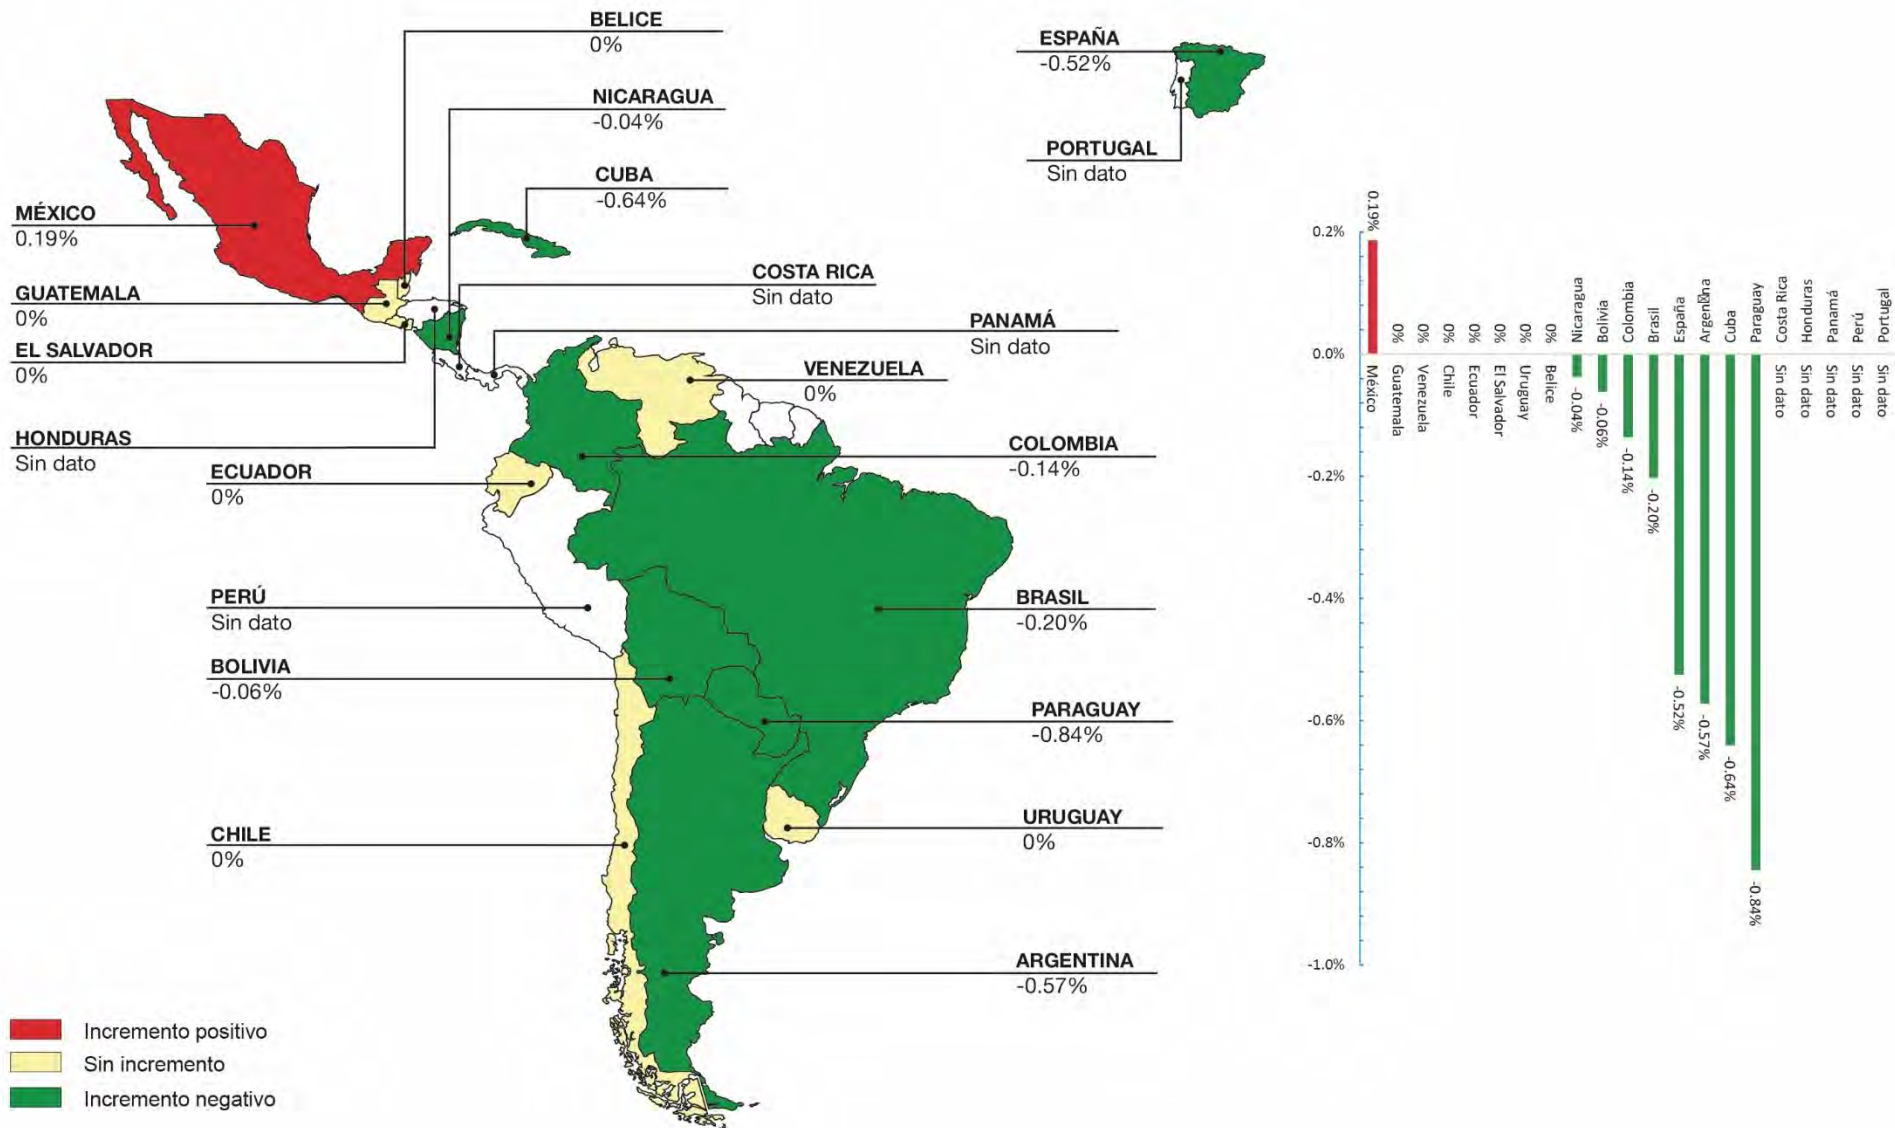 BELICE
0%
NICARAGUA
-0.04%
CUBA
-0.64%
MÉXICO
0.19%
GUATEMALA
0%
EL SALVADOR
0%
HONDURAS
Sin dato
COSTA RICA
Sin dato
PANAMÁ
Sin dato
VENEZUELA
0%
COLOMBIA
-0.14%
ECUADOR
0%
PERÚ
Sin dato
BRASIL
-0.20%
BOLIVIA
-0.06%
PARAGUAY
-0.84%
CHILE
0%
URUGUAY
0%
ARGENTINA
-0.57%
ESPAÑA
-0.52%
PORTUGAL
Sin dato
Incremento positivo
Sin incremento
Incremento negativo
0.2%
0.0%
-0.2%
-0.4%
-0.6%
-0.8%
-1.0%
0.19%
México
0%
Guatemala
0%
Venezuela
0%
Chile
0%
Ecuador
0%
El Salvador
0%
Uruguay
0%
Belice
Nicaragua
-0.04%
Bolivia
-0.06%
Colombia
-0.14%
Brasil
-0.20%
España
-0.52%
Argentina
-0.57%
Cuba
-0.64%
Paraguay
-0.84%
Costa Rica
Sin dato
Honduras
Sin dato
Panamá
Sin dato
Perú
Sin dato
Portugal
Sin dato